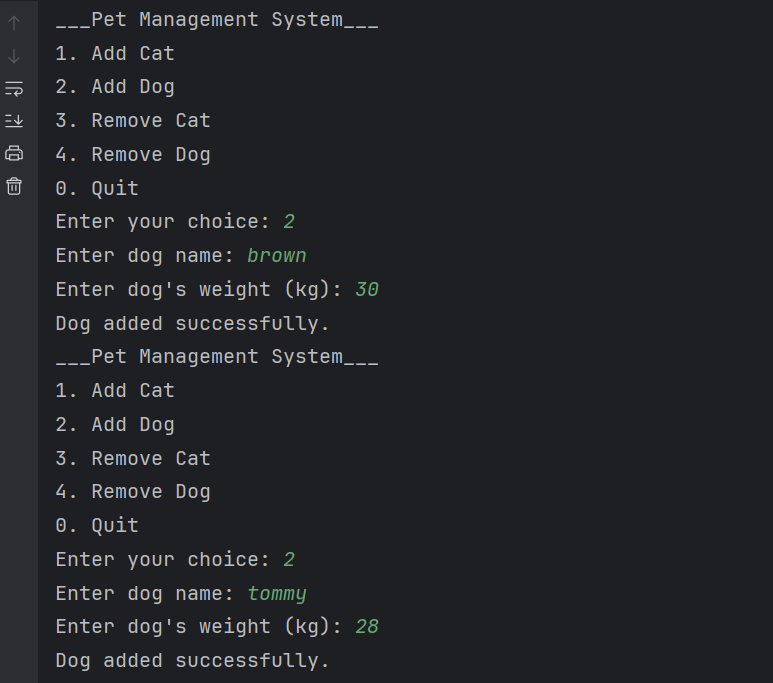 ___Pet Management System___
1. Add Cat
2. Add Dog
3. Remove Cat
4. Remove Dog
0. Quit
Enter your choice: 2
Enter dog name: brown
Enter dog's weight (kg): 30
Dog added successfully.
___Pet Management System___
1. Add Cat
2. Add Dog
3. Remove Cat
4. Remove Dog
0. Quit
Enter your choice: 2
Enter dog name: tommy
Enter dog's weight (kg): 28
Dog added successfully.